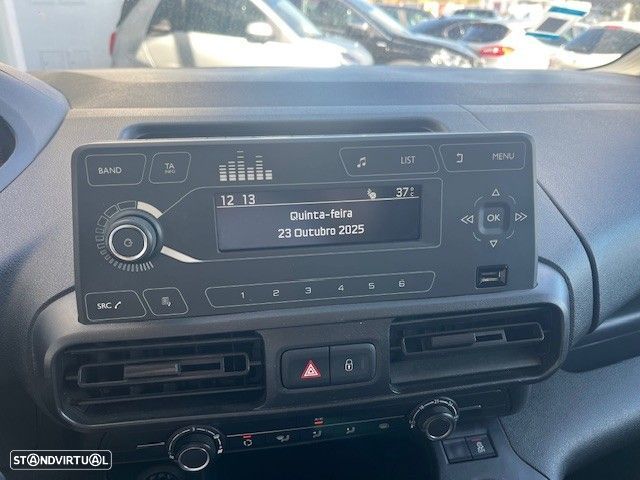 BAND
TA
INFO
LIST
MENU
12 13
37°C
Quinta-feira
23 Outubro 2025
OK
SRC
1 2 3 4 5 6
STANDVIRTUAL